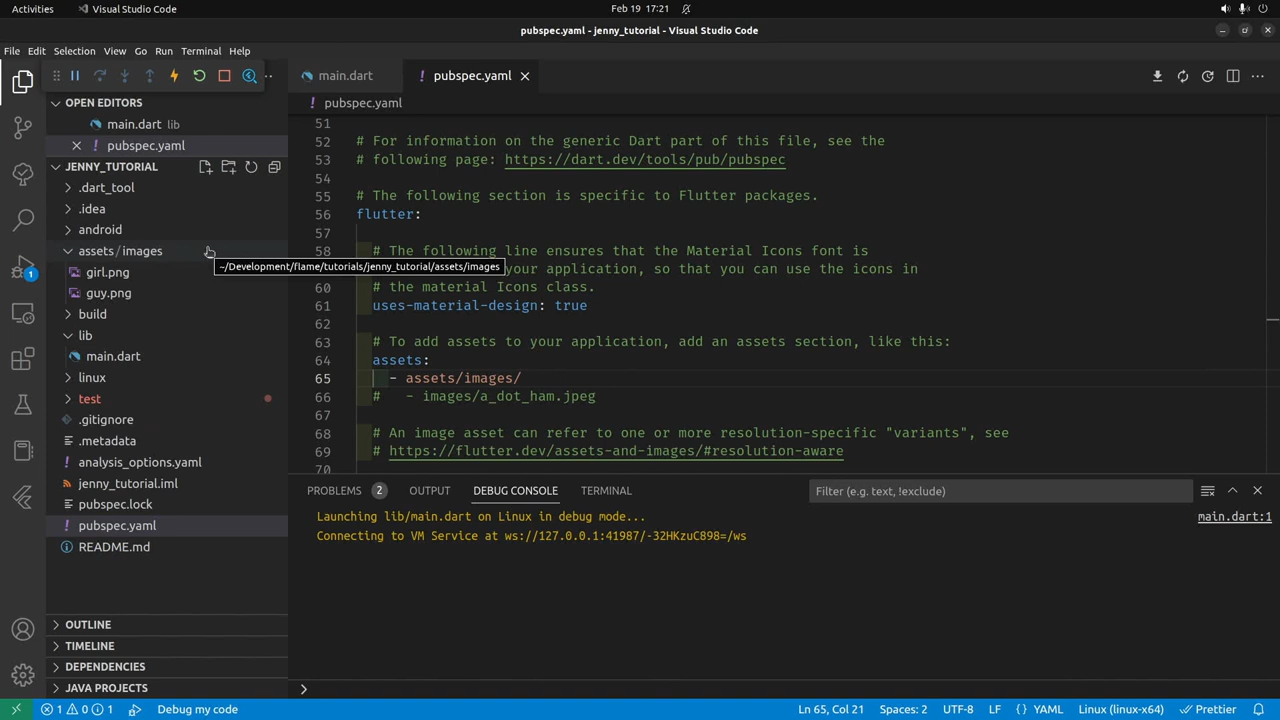 Activities
Visual Studio Code
Feb 19 17:21
pubspec.yaml - jenny_tutorial - Visual Studio Code
File Edit Selection View Go Run Terminal Help
main.dart
! pubspec.yaml
! pubspec.yaml
OPEN EDITORS
main.dart lib
! pubspec.yaml
JENNY_TUTORIAL
.dart_tool
.idea
android
assets/images
girl.png
guy.png
build
lib
main.dart
linux
test
.gitignore
.metadata
analysis_options.yaml
jenny_tutorial.iml
pubspec.lock
! pubspec.yaml
README.md
OUTLINE
TIMELINE
DEPENDENCIES
JAVA PROJECTS
1
~/Development/flame/tutorials/jenny_tutorial/assets/images
51
52 # For information on the generic Dart part of this file, see the
53 # following page: https://dart.dev/tools/pub/pubspec
54
55 # The following section is specific to Flutter packages.
56 flutter:
57
58 # The following line ensures that the Material Icons font is
your application, so that you can use the icons in
60 # the material Icons class.
61 uses-material-design: true
62
63 # To add assets to your application, add an assets section, like this:
64 assets:
65 - assets/images/
66 # - images/a_dot_ham.jpeg
67
68 # An image asset can refer to one or more resolution-specific "variants", see
69 # https://flutter.dev/assets-and-images/#resolution-aware
70
PROBLEMS 2 OUTPUT DEBUG CONSOLE TERMINAL
Filter (e.g. text, !exclude)
Launching lib/main.dart on Linux in debug mode...
main.dart:1
Connecting to VM Service at ws://127.0.0.1:41987/-32HKzuC898=/ws
1 0 1 Debug my code
Ln 65, Col 21 Spaces: 2 UTF-8 LF {} YAML Linux (linux-x64) Prettier